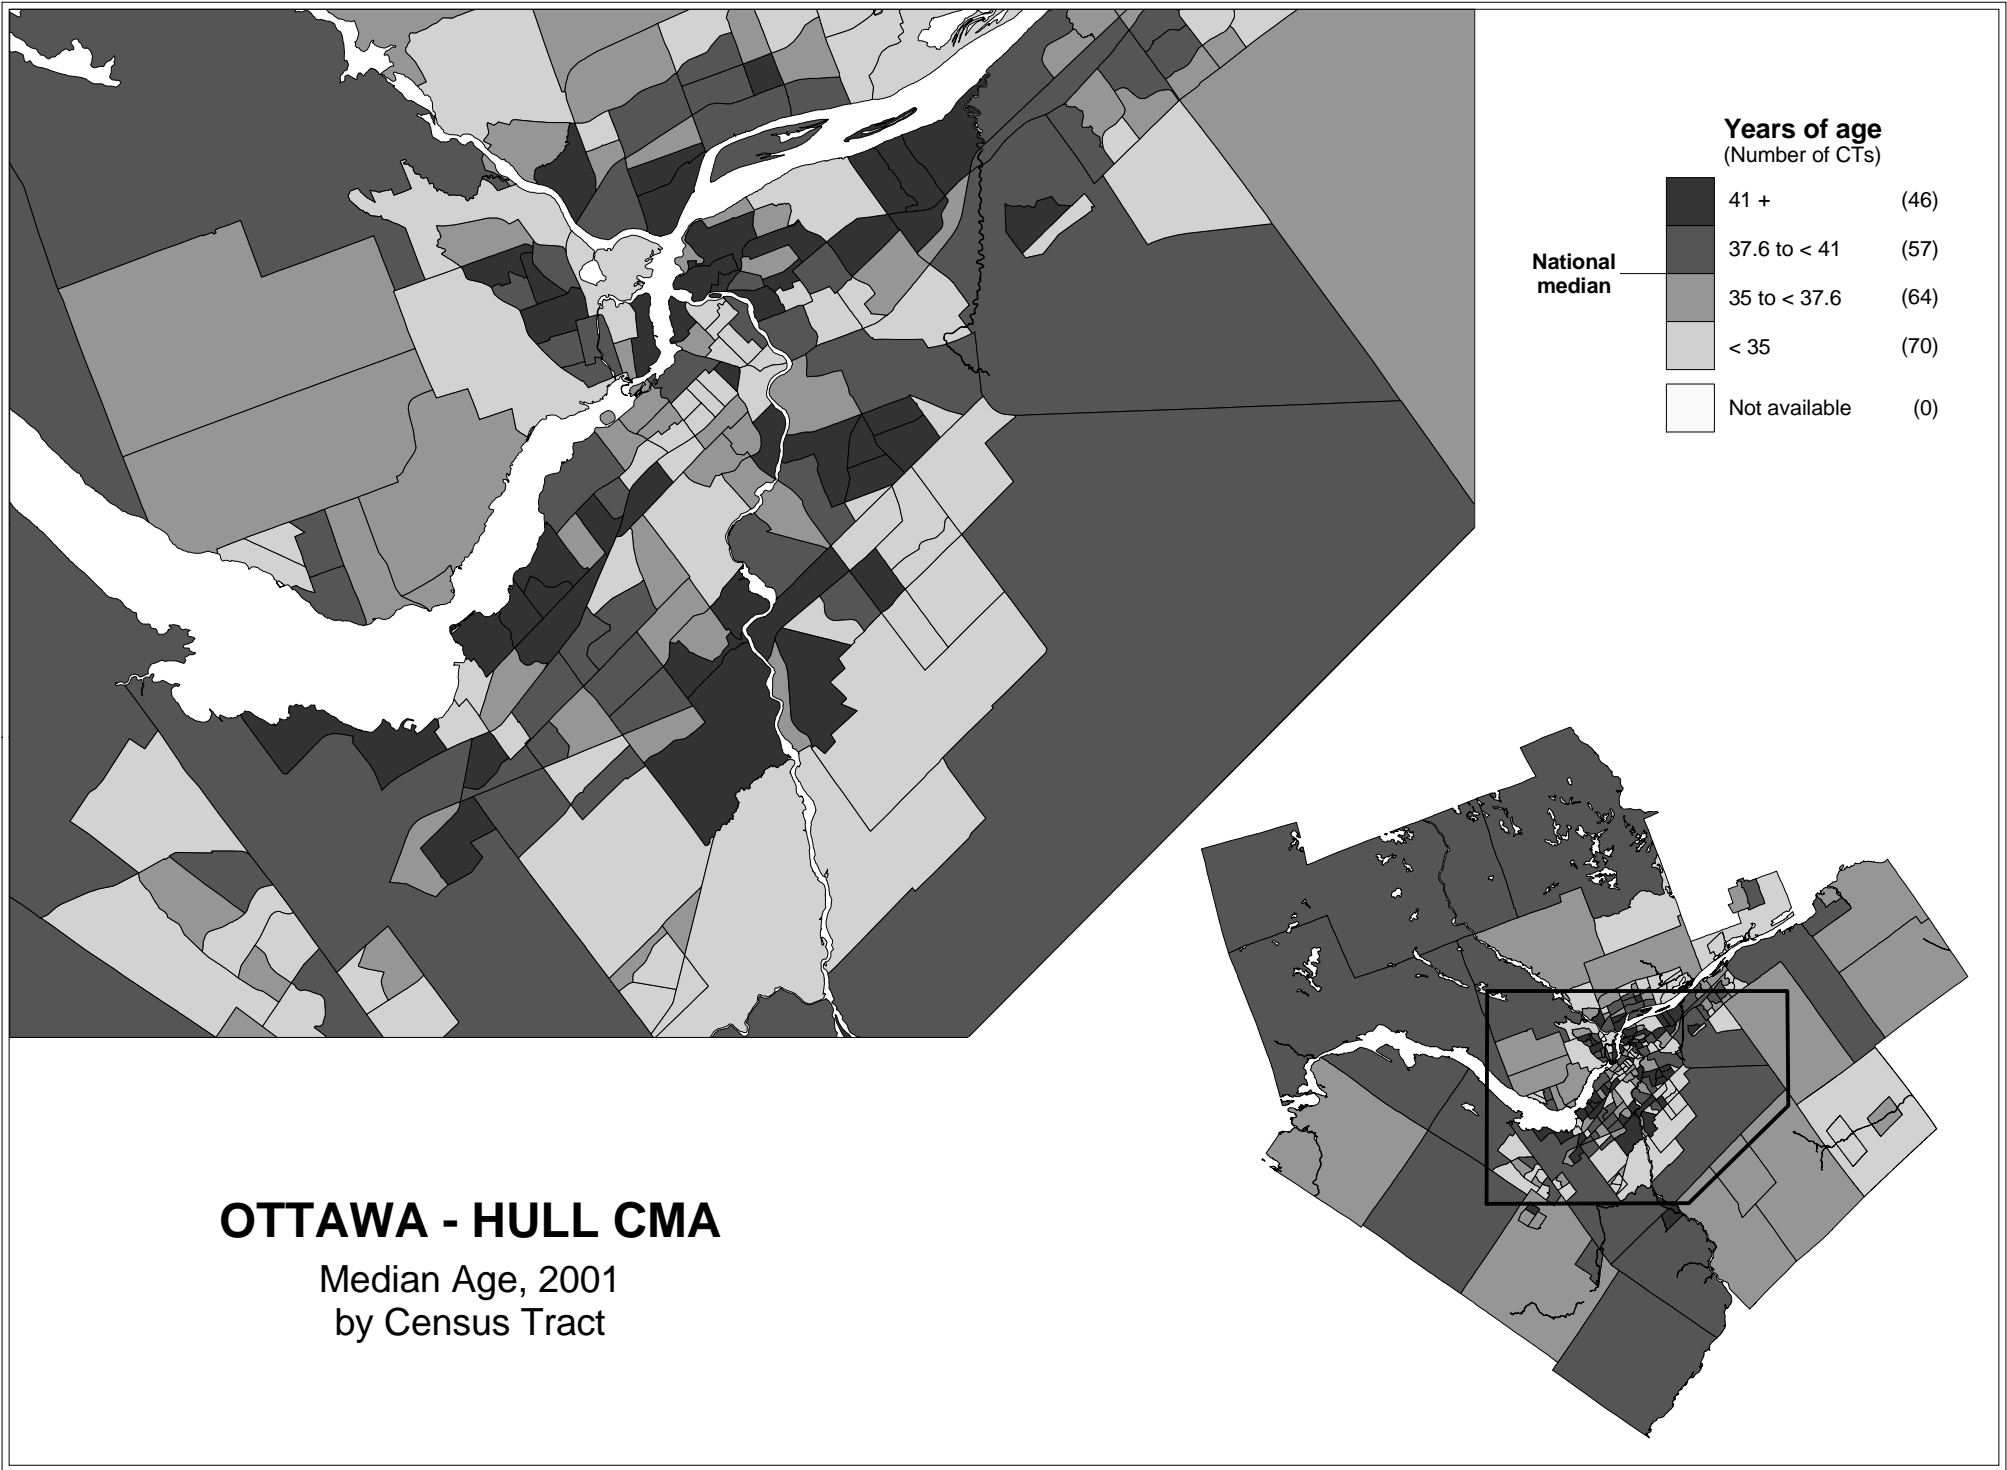 Years of age
(Number of CTs)
41 + (46)
37.6 to < 41 (57)
National
median
35 to < 37.6 (64)
< 35 (70)
Not available (0)
OTTAWA - HULL CMA
Median Age, 2001
by Census Tract